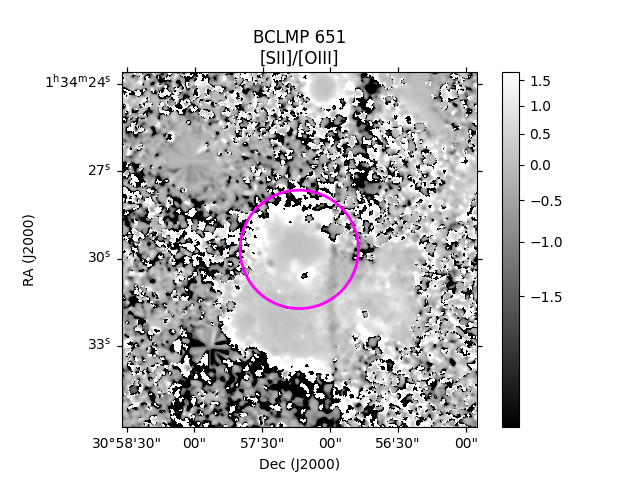 BCLMP 651
[SII]/[OIII]
1ʰ34ᵐ24ˢ
27ˢ
30ˢ
33ˢ
RA (J2000)
30°58'30" 00" 57'30" 00" 56'30" 00"
Dec (J2000)
1.5
1.0
0.5
0.0
−0.5
−1.0
−1.5